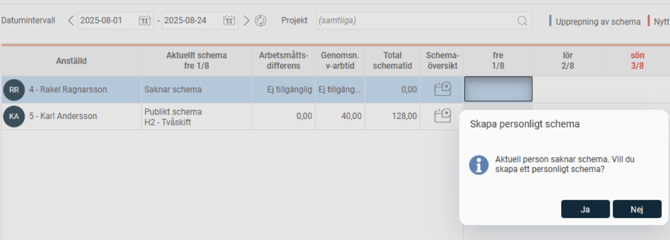 Datumintervall 2025-08-01 - 2025-08-24 Projekt (samtliga) Upprepning av schema Nytt
Anställd Aktuellt schema fre 1/8 Arbetsmåtts- differens Genomsn. v-arbtid Total schematid Schema- översikt fre 1/8 lör 2/8 sön 3/8
RR 4 - Rakel Ragnarsson Saknar schema Ej tillgänglig Ej tillgäng... 0,00
KA 5 - Karl Andersson Publikt schema 0,00 40,00 128,00
H2 - Tvåskift
Skapa personligt schema
Aktuell person saknar schema. Vill du
skapa ett personligt schema?
Ja Nej